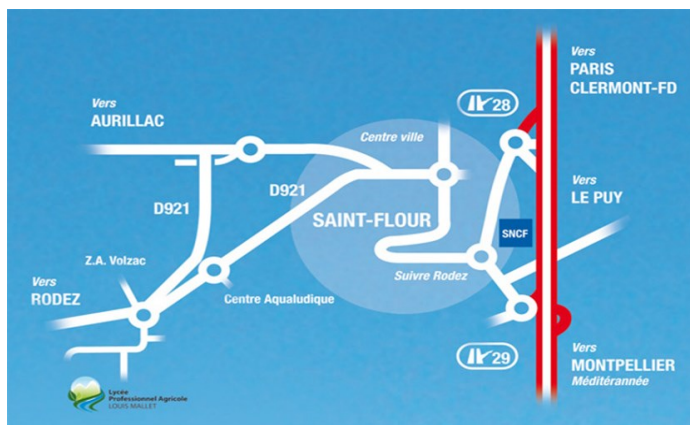 Vers
PARIS
CLERMONT-FD
28
Vers
AURILLAC
Centre ville
D921
D921
SAINT-FLOUR
Vers
LE PUY
SNCF
Z.A. Volzac
Suivre Rodez
Vers
RODEZ
Centre Aqualudique
29
Vers
MONTPELLIER
Méditérannée
Lycée
Professionnel Agricole
LOUIS MALLET